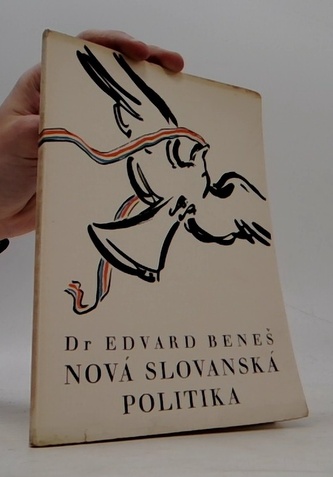 Dr EDVARD BENEŠ
NOVÁ SLOVANSKÁ
POLITIKA